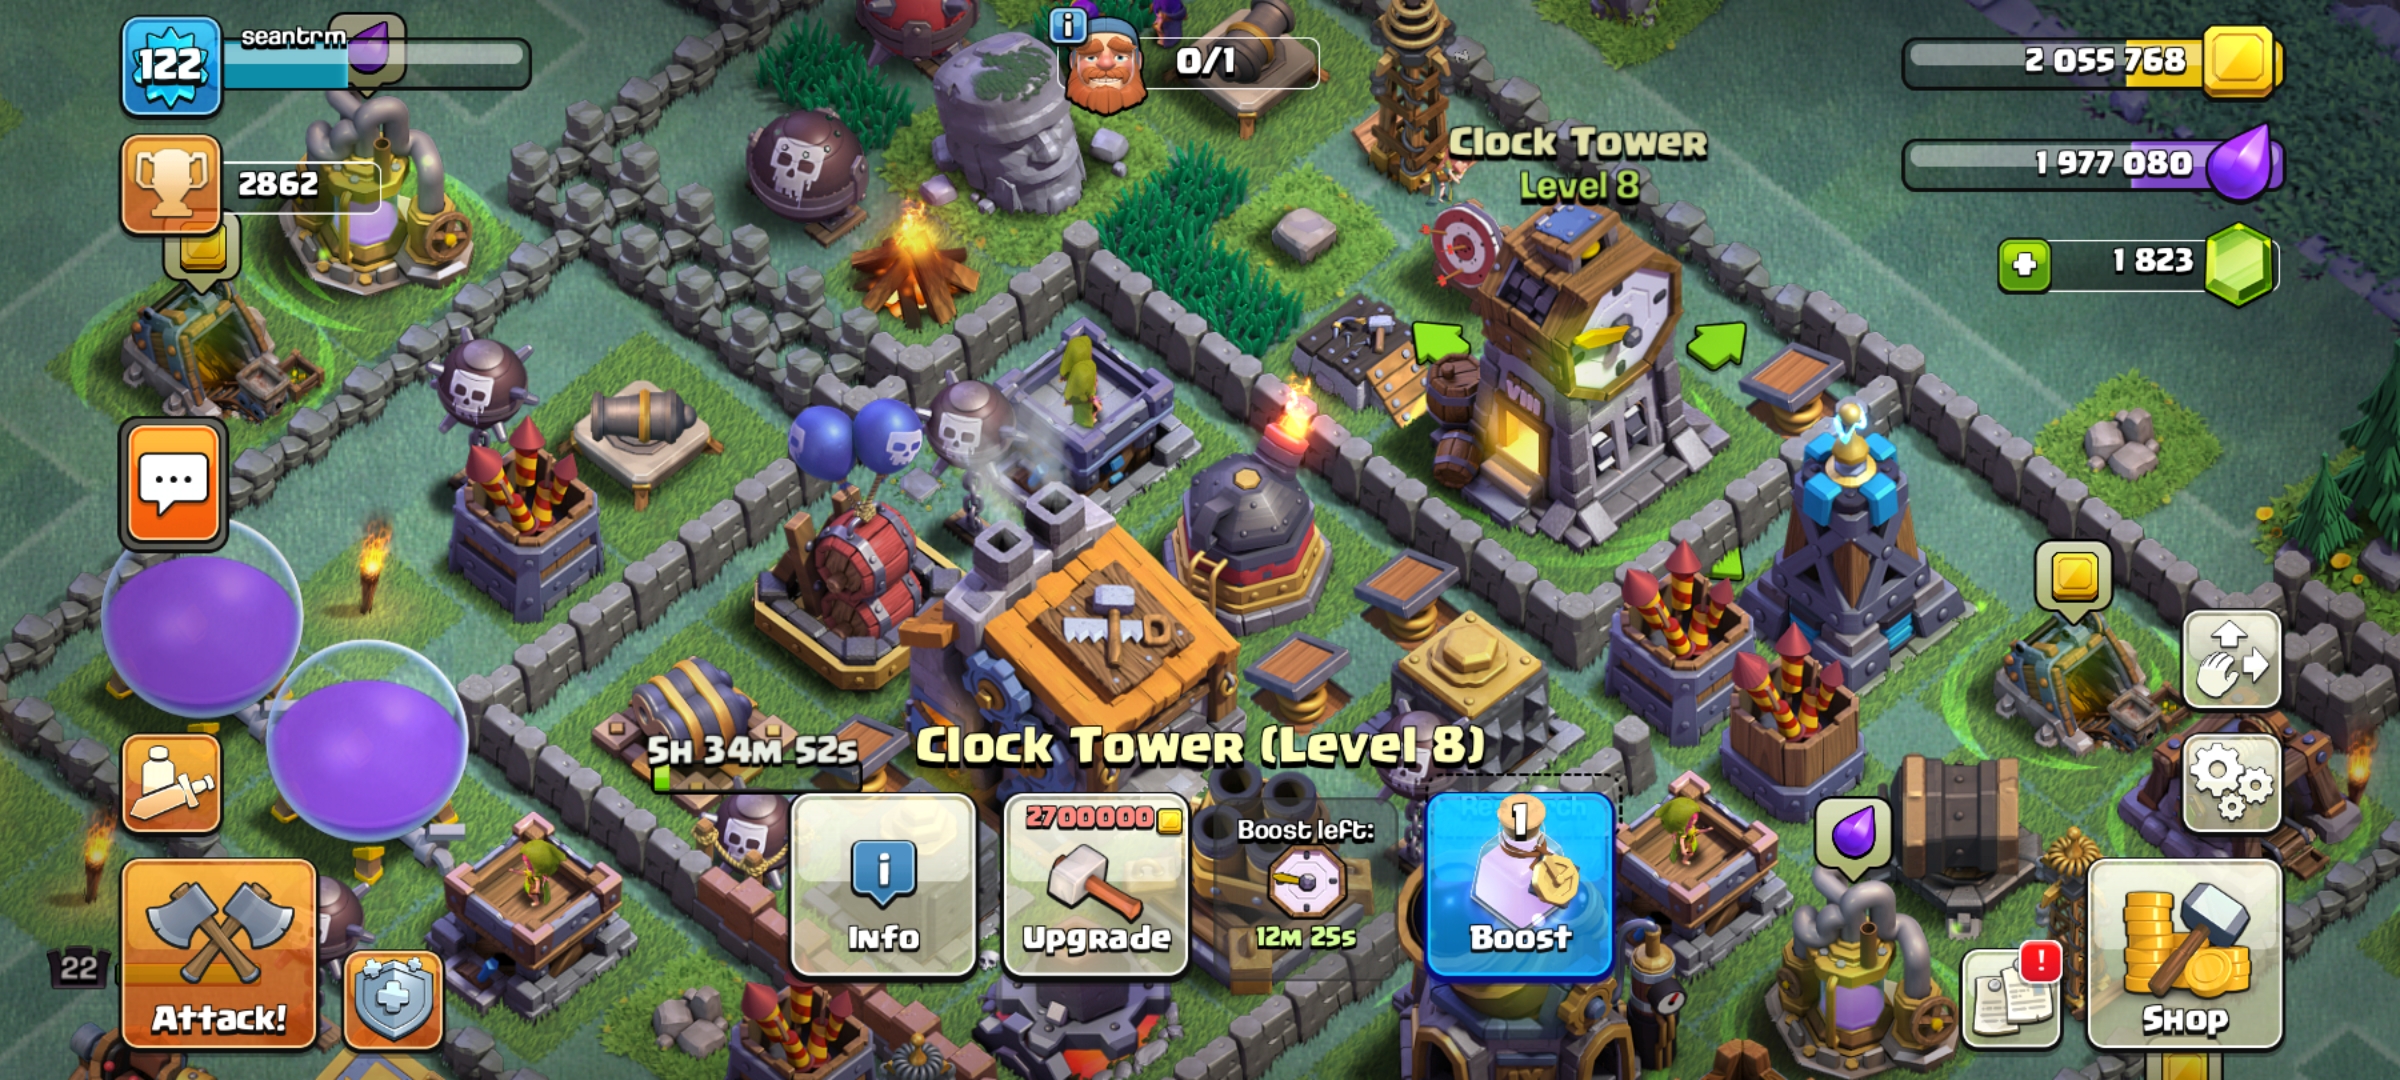 122
seantrm
0/1
2 055 768
2862
1 977 080
1 823
Clock Tower
Level 8
VIII
5H 34M 52s
Clock Tower (Level 8)
2700000
Boost left:
1
Info
Upgrade
12M 25s
Boost
22
Attack!
!
Shop